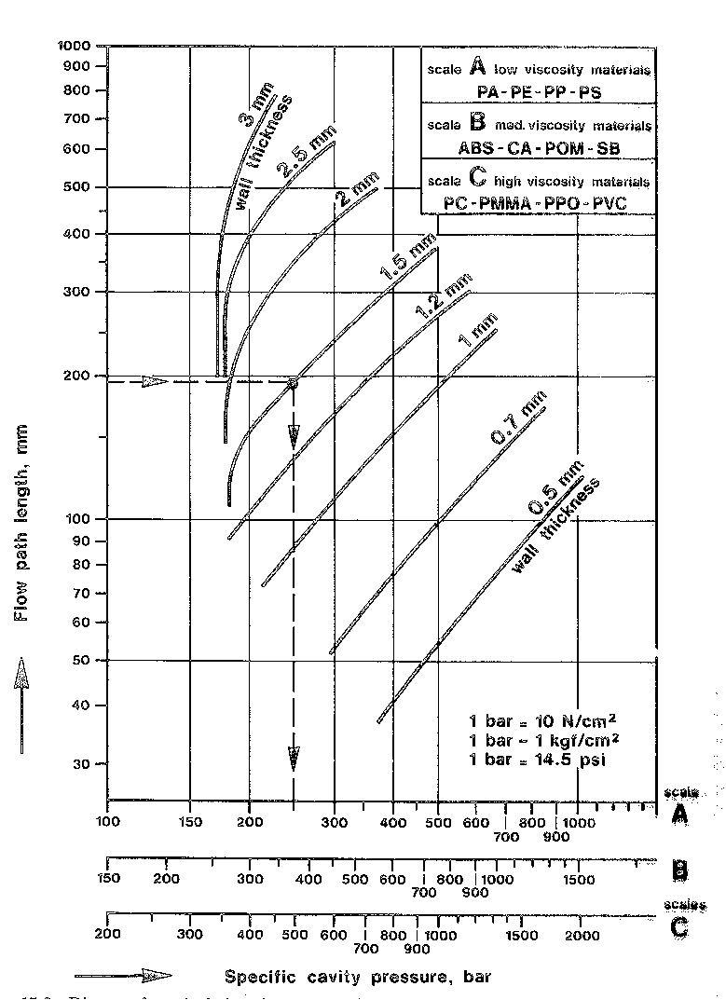 1000
900
800
700
600
500
400
300
200
100
90
80
70
60
50
40
30
Flow path length, mm
scale A low viscosity materials
PA-PE-PP-PS
scale B med. viscosity materials
ABS-CA-POM-SB
scale C high viscosity materials
PC-PMMA-PPO-PVC
3 mm
wall thickness
2.5 mm
2 mm
1.5 mm
1.2 mm
1 mm
0.7 mm
0.5 mm
wall thickness
1 bar = 10 N/cm²
1 bar - 1 kgf/cm²
1 bar = 14.5 psi
scale
A
100 150 200 300 400 500 600 700 800 900 1000
B
150 200 300 400 500 600 700 800 900 1000 1500
scales
C
200 300 400 500 600 700 800 900 1000 1500 2000
Specific cavity pressure, bar